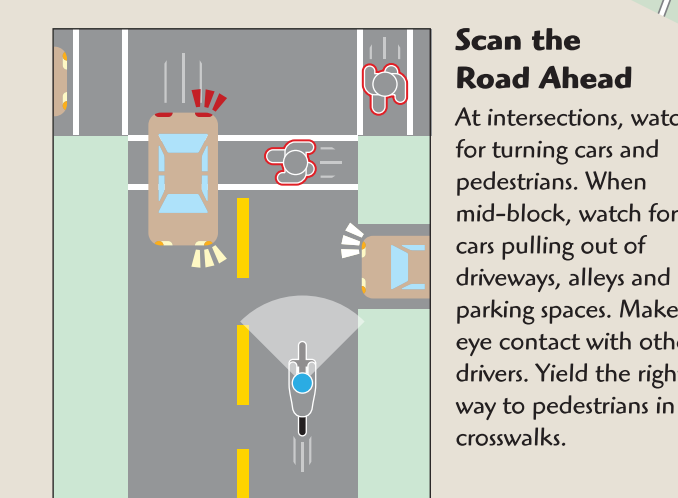 Scan the
Road Ahead
At intersections,
for turning cars and
pedestrians. When
mid-block, watch for
cars pulling out of
driveways, alleys and
parking spaces. Make
eye contact with
drivers. Yield the
way to pedestrians in
crosswalks.